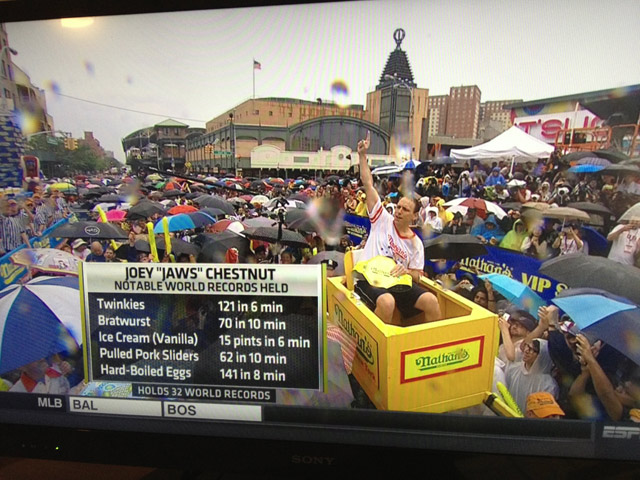 T'S LU
Nathan's
VIP S
JOEY "JAWS" CHESTNUT
NOTABLE WORLD RECORDS HELD
Twinkies 121 in 6 min
Bratwurst 70 in 10 min
Ice Cream (Vanilla) 15 pints in 6 min
Pulled Pork Sliders 62 in 10 min
Hard-Boiled Eggs 141 in 8 min
HOLDS 32 WORLD RECORDS
Nathan's
Nathan's
MLB BAL BOS
ESP
SONY